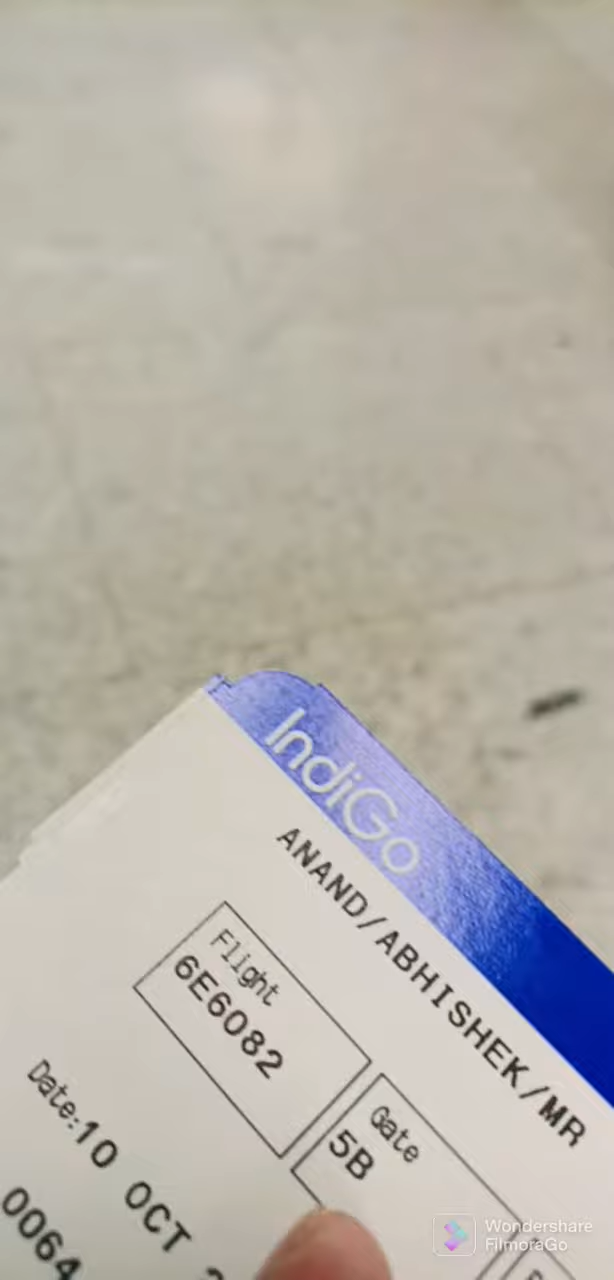 IndiGo
ANAND/ABHISHEK/MR
Flight
6E6082
Gate
5B
Date:10 OCT
0064
Wondershare
FilmoraGo